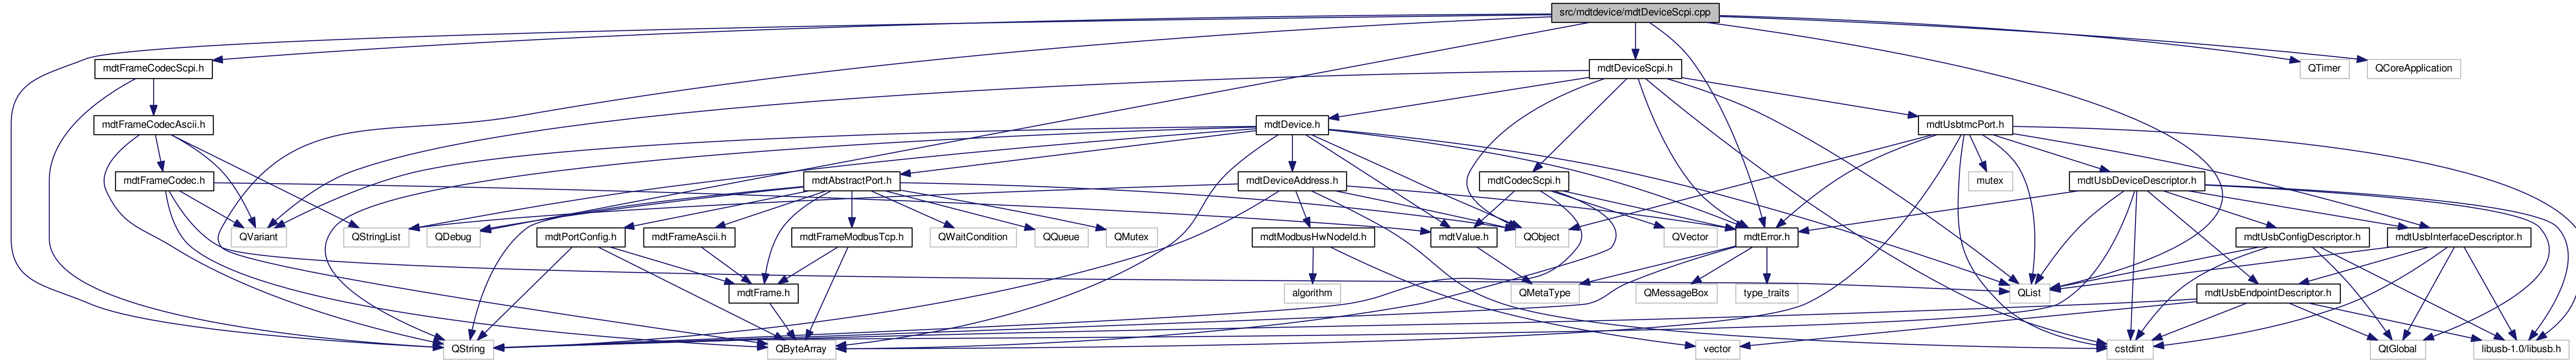 src/mdtdevice/mdtDeviceScpi.cpp
mdtFrameCodecScpi.h
mdtDeviceScpi.h
QTimer
QCoreApplication
mdtFrameCodecAscii.h
mdtDevice.h
mdtUsbtmcPort.h
mdtFrameCodec.h
mdtAbstractPort.h
mdtDeviceAddress.h
mdtCodecScpi.h
mutex
mdtUsbDeviceDescriptor.h
QVariant
QStringList
QDebug
mdtPortConfig.h
mdtFrameAscii.h
mdtFrameModbusTcp.h
QWaitCondition
QQueue
QMutex
mdtModbusHwNodeId.h
mdtValue.h
QObject
QVector
mdtError.h
mdtUsbConfigDescriptor.h
mdtUsbInterfaceDescriptor.h
mdtFrame.h
algorithm
QMetaType
QMessageBox
type_traits
QList
mdtUsbEndpointDescriptor.h
QString
QByteArray
vector
cstdint
QtGlobal
libusb-1.0/libusb.h